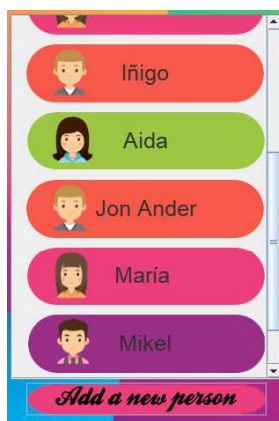 Iñigo
Aida
Jon Ander
María
Mikel
Add a new person